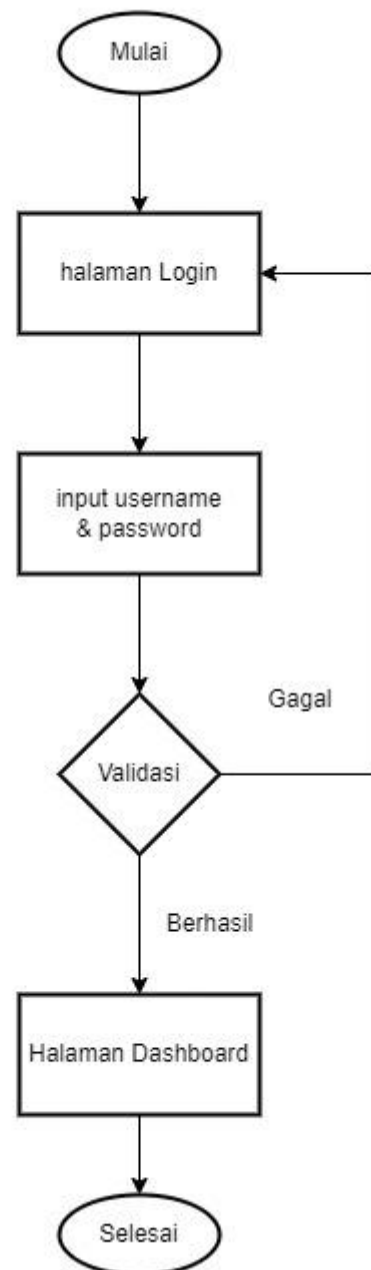 Mulai
halaman Login
input username
& password
Gagal
Validasi
Berhasil
Halaman Dashboard
Selesai